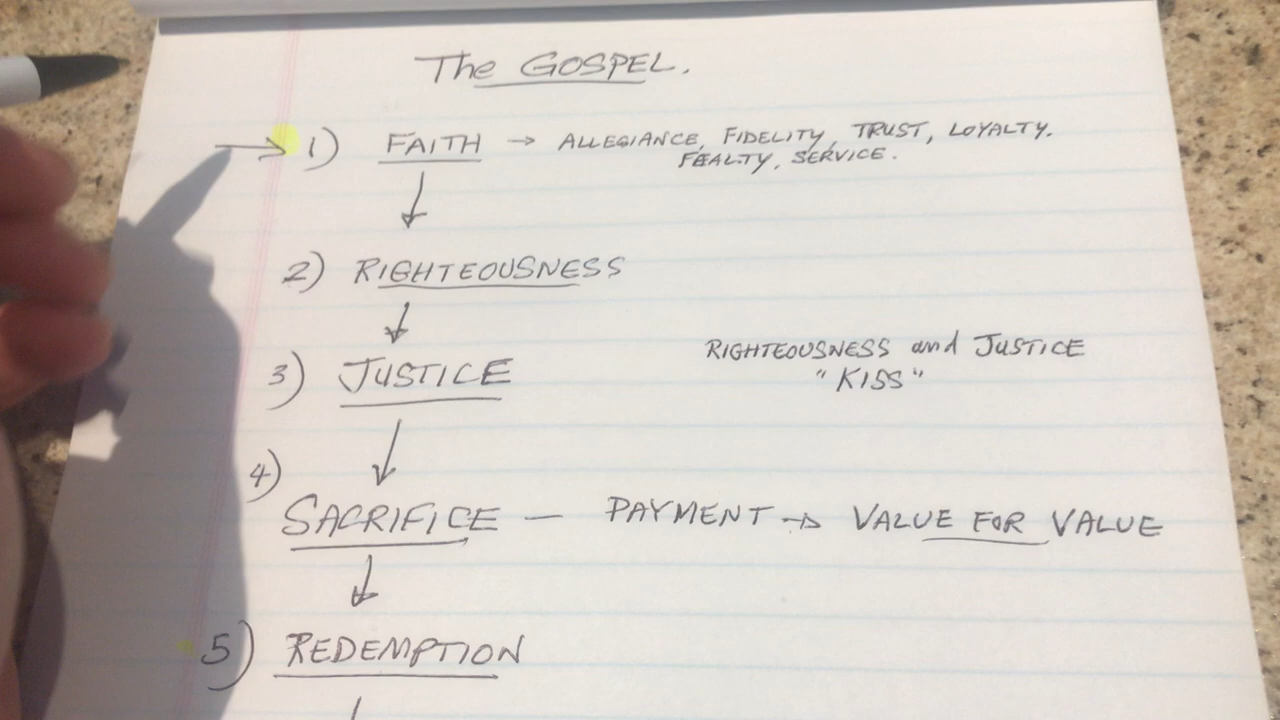 The GOSPEL.
1) FAITH → ALLEGIANCE, FIDELITY, TRUST, LOYALTY.
FEALTY, SERVICE.
2) RIGHTEOUSNESS
3) JUSTICE
RIGHTEOUSNESS and JUSTICE
"KISS"
4)
SACRIFICE — PAYMENT → VALUE FOR VALUE
5) REDEMPTION